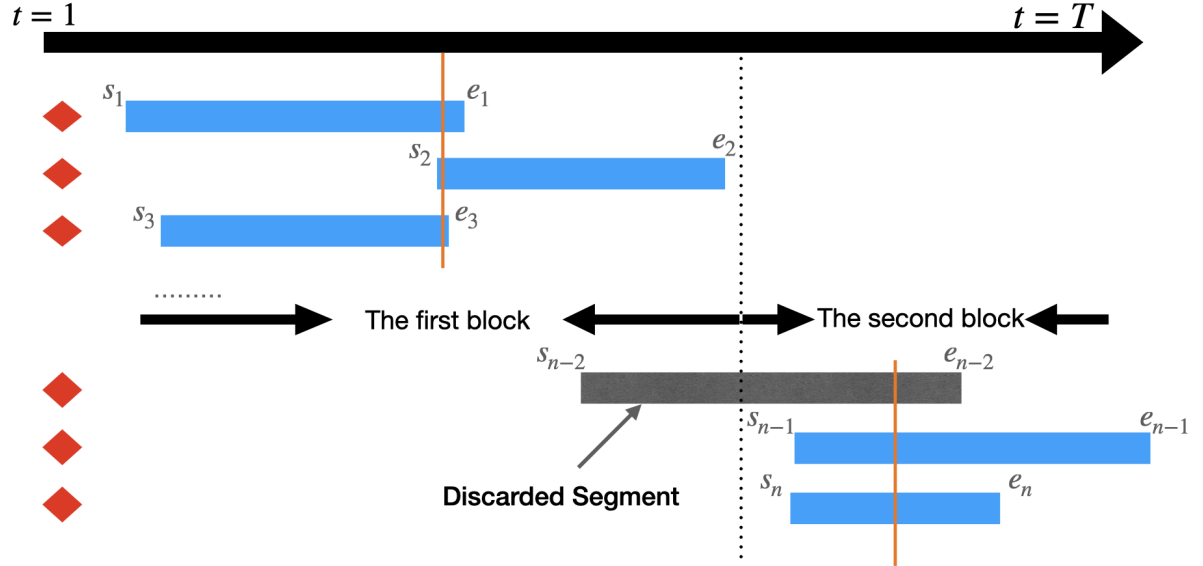 t = 1
t = T
s₁
e₁
s₂
e₂
s₃
e₃
.........
The first block
The second block
sₙ₋₂
eₙ₋₂
sₙ₋₁
eₙ₋₁
Discarded Segment
sₙ
eₙ